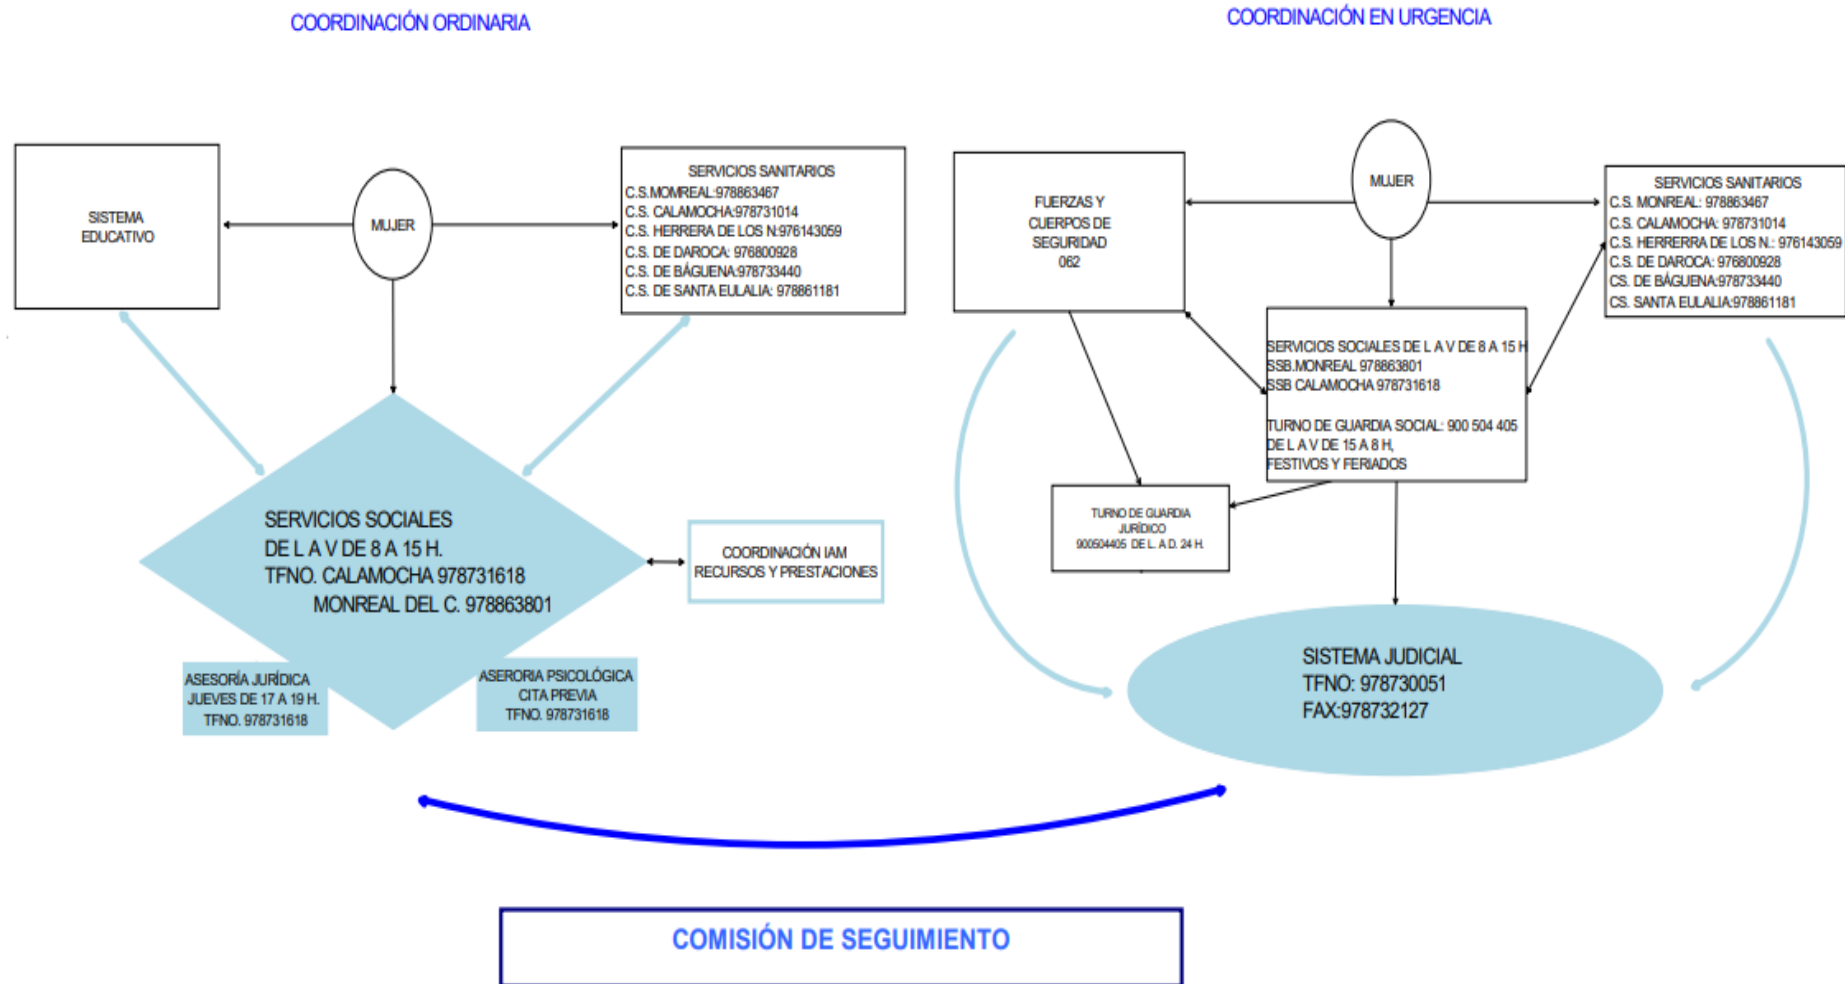 COORDINACIÓN ORDINARIA
SISTEMA
EDUCATIVO
MUJER
SERVICIOS SANITARIOS
C.S.MOMREAL:978863467
C.S. CALAMOCHA:978731014
C.S. HERRERA DE LOS N:976143059
C.S. DE DAROCA: 976800928
C.S. DE BÁGUENA:978733440
C.S. DE SANTA EULALIA: 978861181
SERVICIOS SOCIALES
DE L A V DE 8 A 15 H.
TFNO. CALAMOCHA 978731618
MONREAL DEL C. 978863801
COORDINACIÓN IAM
RECURSOS Y PRESTACIONES
ASESORÍA JURÍDICA
JUEVES DE 17 A 19 H.
TFNO. 978731618
ASERORIA PSICOLÓGICA
CITA PREVIA
TFNO. 978731618
COORDINACIÓN EN URGENCIA
FUERZAS Y
CUERPOS DE
SEGURIDAD
062
MUJER
SERVICIOS SANITARIOS
C.S. MONREAL: 978863467
C.S. CALAMOCHA: 978731014
C.S. HERRERRA DE LOS N.: 976143059
C.S. DE DAROCA: 976800928
CS. DE BÁGUENA:978733440
CS. SANTA EULALIA:978861181
SERVICIOS SOCIALES DE L A V DE 8 A 15 H
SSB.MONREAL 978863801
SSB CALAMOCHA 978731618
TURNO DE GUARDIA SOCIAL: 900 504 405
DE L A V DE 15 A 8 H,
FESTIVOS Y FERIADOS
TURNO DE GUARDIA
JURÍDICO
900504405 DE L. A D. 24 H.
SISTEMA JUDICIAL
TFNO: 978730051
FAX:978732127
COMISIÓN DE SEGUIMIENTO